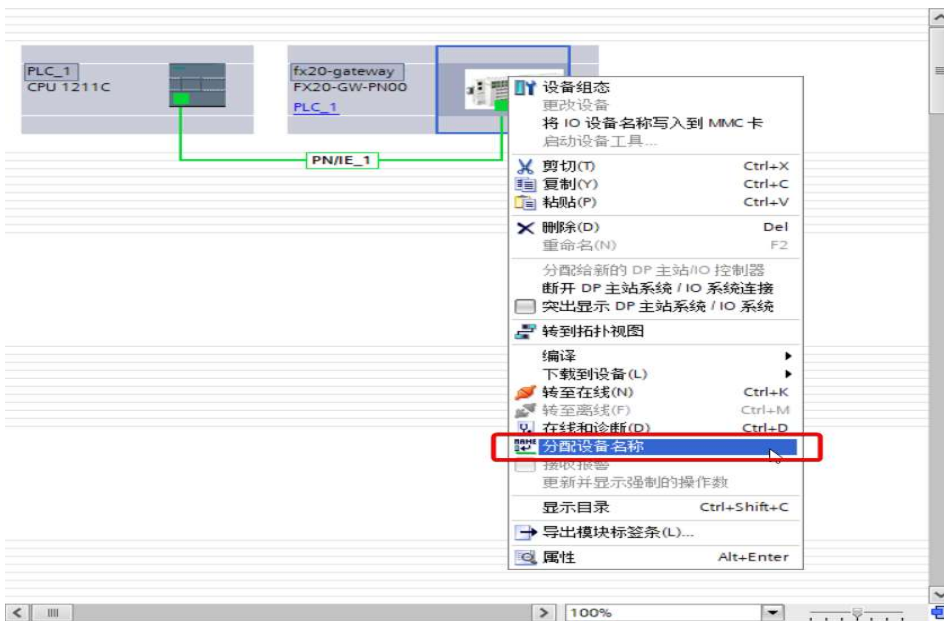 PLC_1
CPU 1211C
fx20-gateway
FX20-GW-PN00
PLC_1
PN/IE_1
设备组态
更改设备
将 IO 设备名称写入到 MMC 卡
启动设备工具...
剪切(T) Ctrl+X
复制(Y) Ctrl+C
粘贴(P) Ctrl+V
删除(D) Del
重命名(N) F2
分配给新的 DP 主站/IO 控制器
断开 DP 主站系统 / IO 系统连接
突出显示 DP 主站系统 / IO 系统
转到拓扑视图
编译
下载到设备(L)
转至在线(N) Ctrl+K
转至离线(F) Ctrl+M
在线和诊断(D) Ctrl+D
分配设备名称
接收报警
更新并显示强制的操作数
显示目录 Ctrl+Shift+C
导出模块标签条(L)...
属性 Alt+Enter
100%